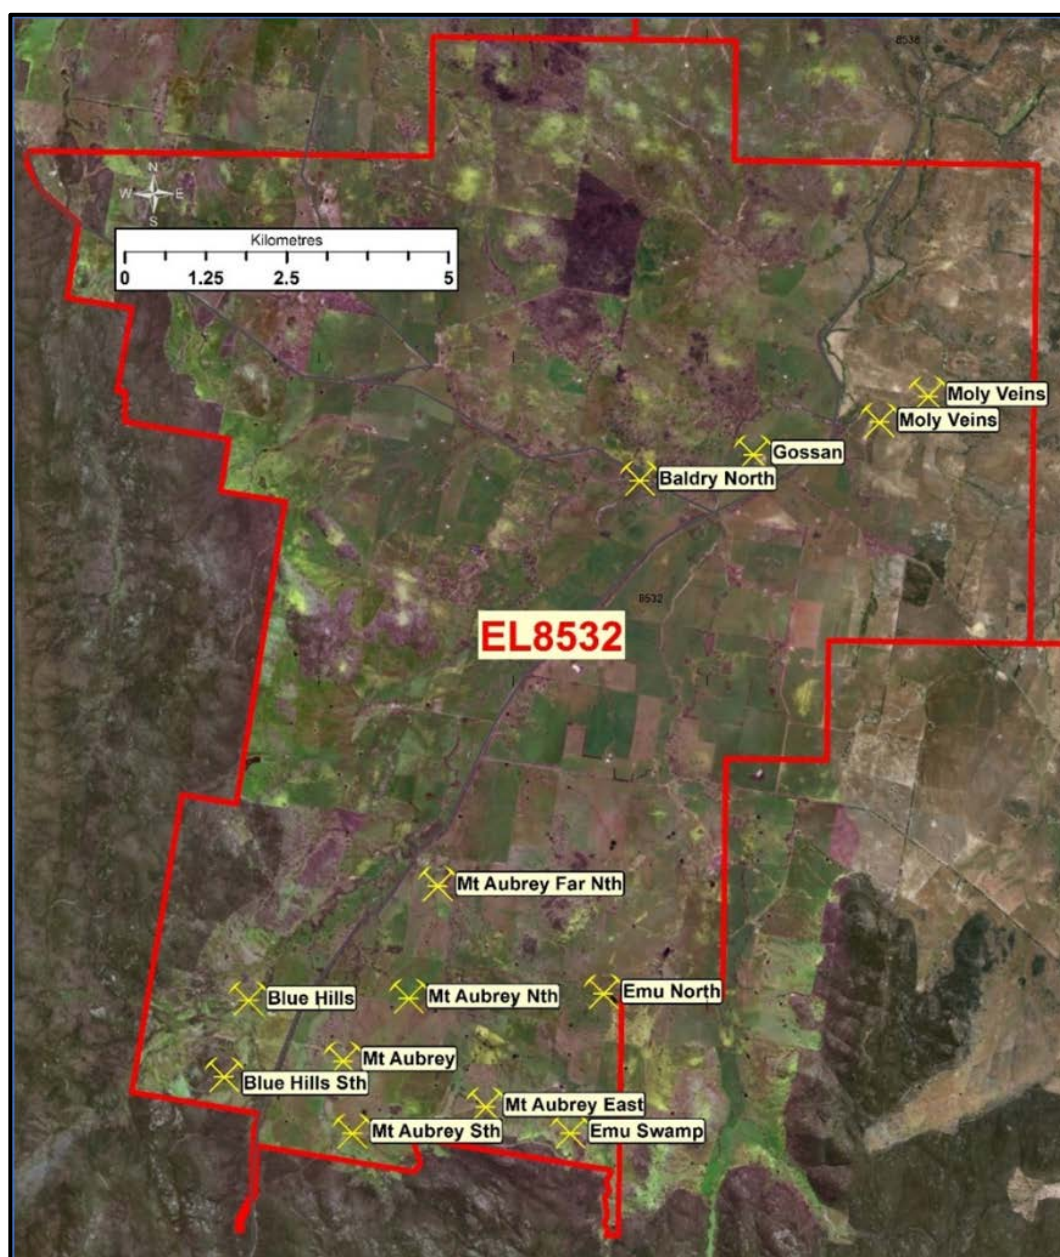 8538
N
W E
S
Kilometres
0 1.25 2.5 5
Moly Veins
Moly Veins
Gossan
Baldry North
8532
EL8532
Mt Aubrey Far Nth
Blue Hills
Mt Aubrey Nth
Emu North
Mt Aubrey
Blue Hills Sth
Mt Aubrey East
Mt Aubrey Sth
Emu Swamp